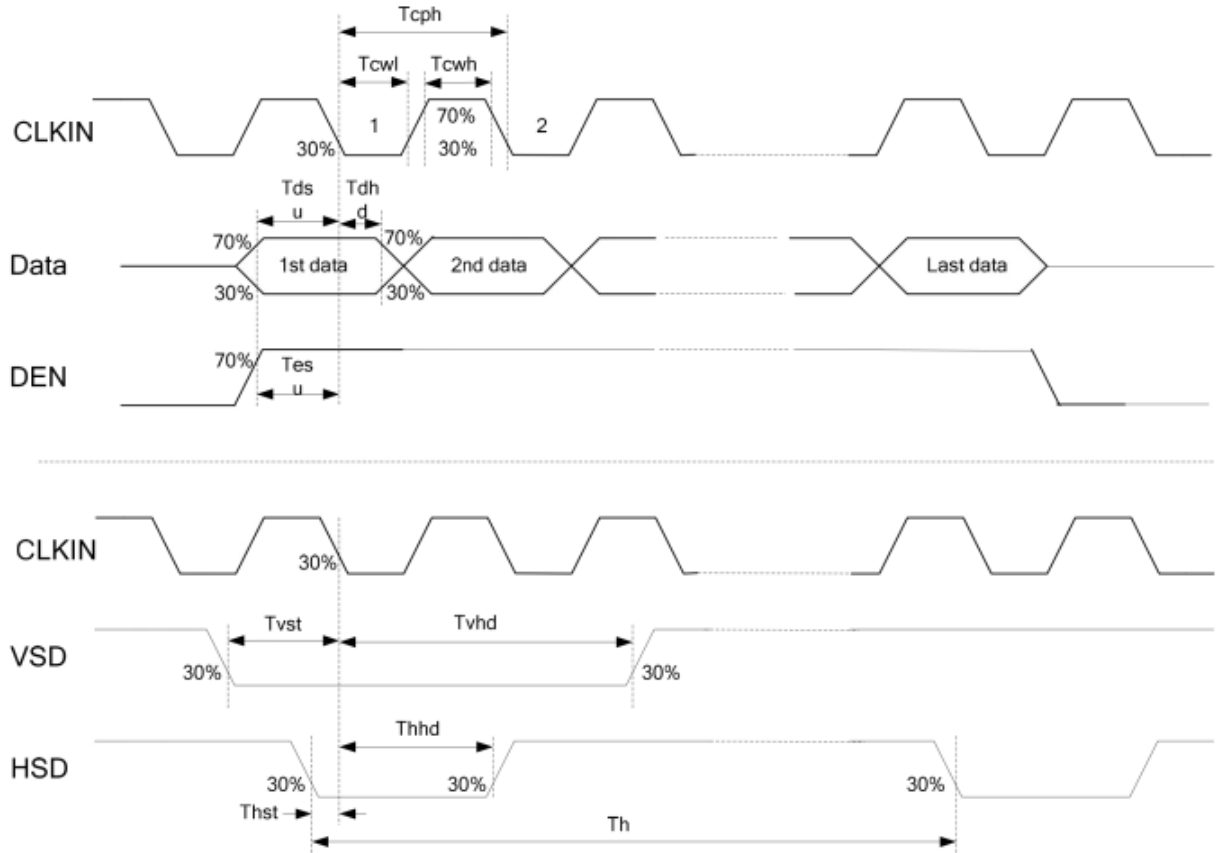 Tcph
Tcwl Tcwh
CLKIN 30% 1 70% 30% 2
Tds
u
Tdh
d
Data 70% 30% 1st data 70% 30% 2nd data Last data
DEN 70%
Tes
u
CLKIN 30%
VSD 30% Tvst Tvhd 30%
HSD 30% Thhd 30% 30%
Thst
Th